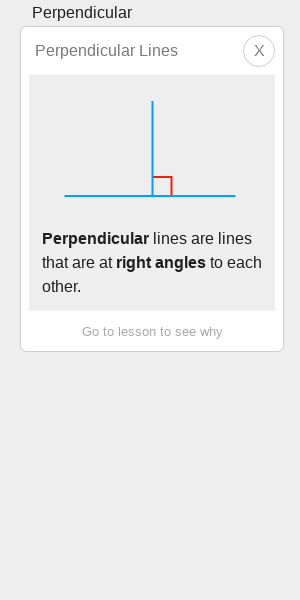 Perpendicular
Perpendicular Lines
X
Perpendicular lines are lines
that are at right angles to each
other.
Go to lesson to see why